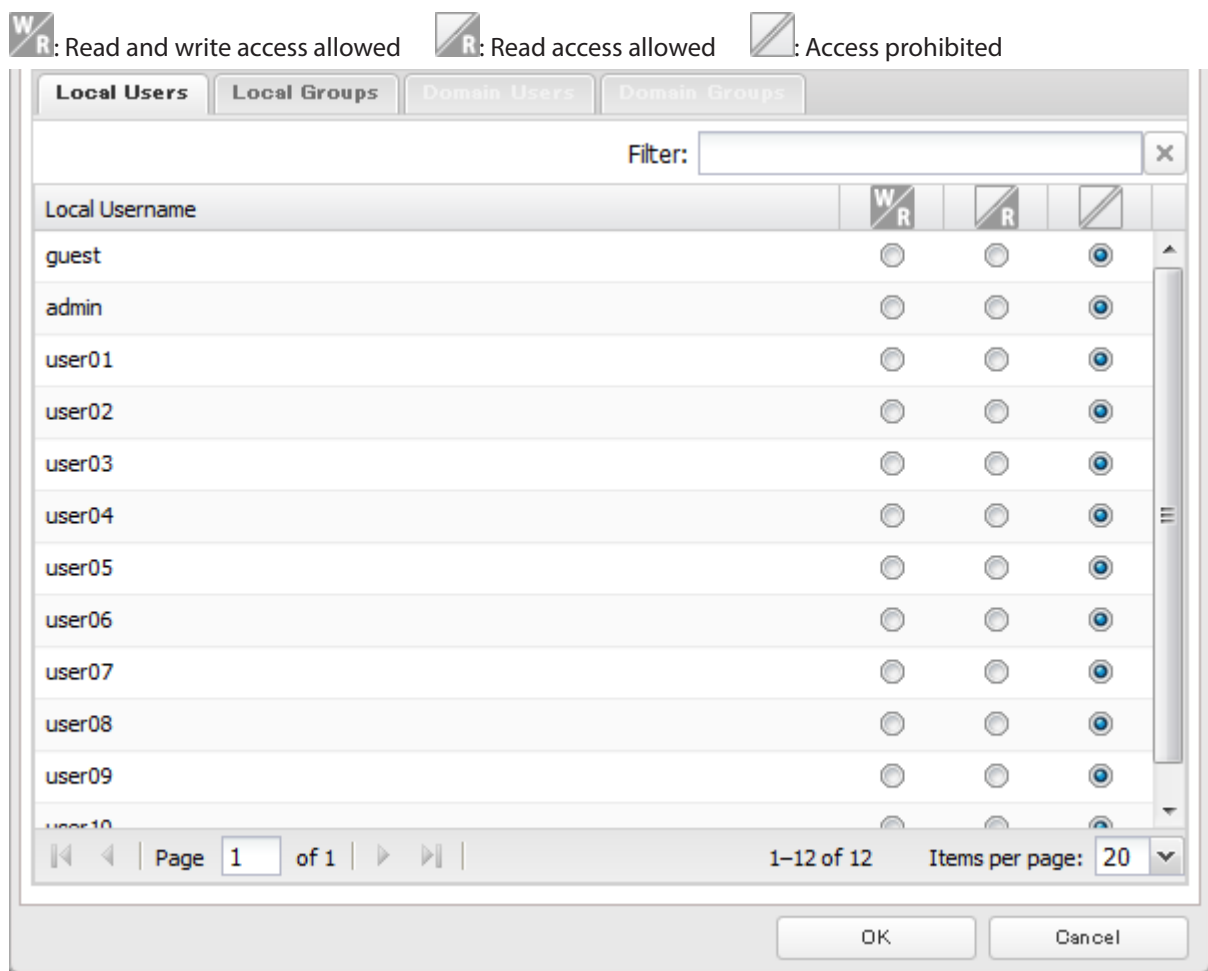 W/R: Read and write access allowed R: Read access allowed : Access prohibited
Local Users Local Groups Domain Users Domain Groups
Filter:
Local Username W/R R
guest
admin
user01
user02
user03
user04
user05
user06
user07
user08
user09
user10
Page 1 of 1 1–12 of 12 Items per page: 20
OK Cancel